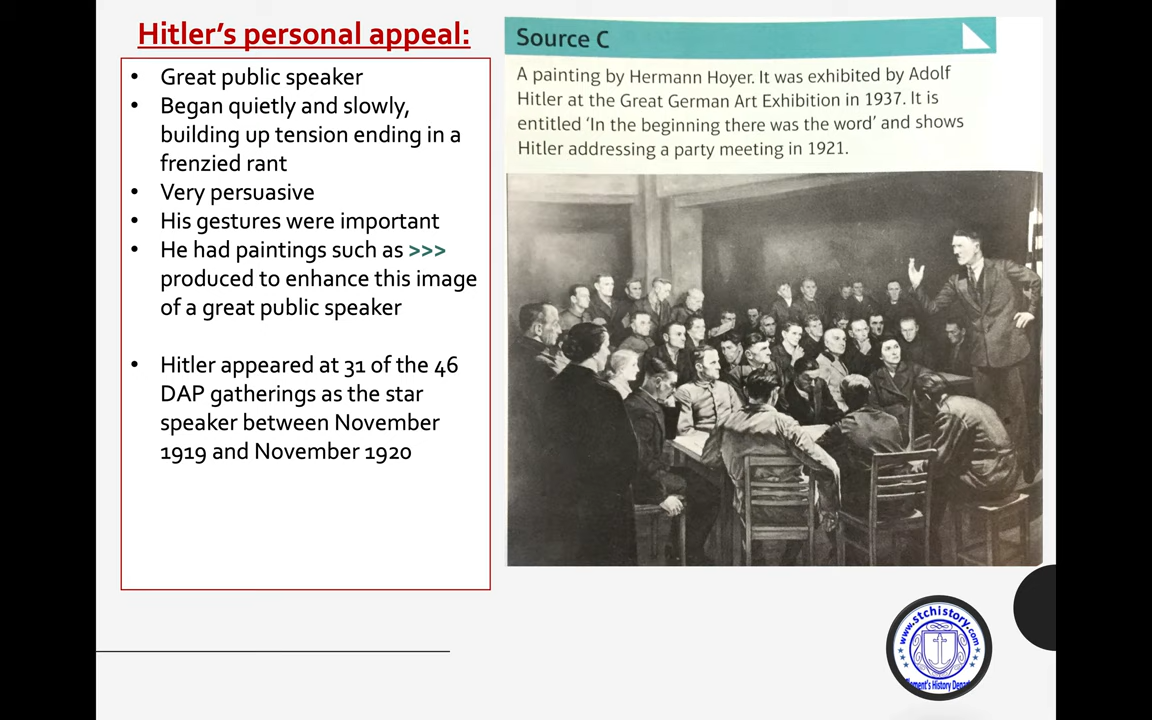 Hitler's personal appeal:
• Great public speaker
• Began quietly and slowly,
building up tension ending in a
frenzied rant
• Very persuasive
• His gestures were important
• He had paintings such as >>>
produced to enhance this image
of a great public speaker
• Hitler appeared at 31 of the 46
DAP gatherings as the star
speaker between November
1919 and November 1920
Source C
A painting by Hermann Hoyer. It was exhibited by Adolf
Hitler at the Great German Art Exhibition in 1937. It is
entitled ‘In the beginning there was the word’ and shows
Hitler addressing a party meeting in 1921.
www.stchistory.com
ement's History Depa